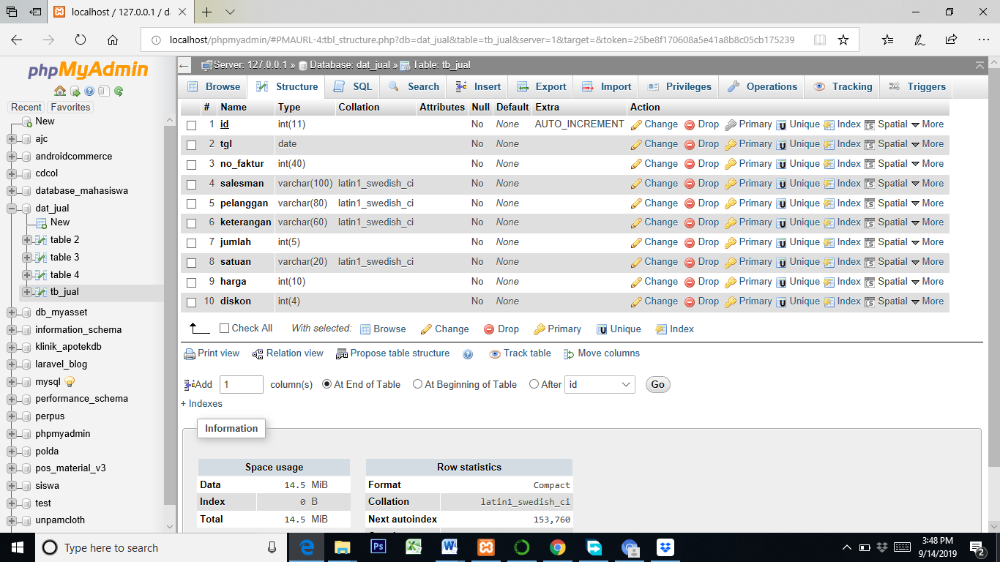 localhost / 127.0.0.1 / d
localhost/phpmyadmin/#PMAURL-4:tbl_structure.php?db=dat_jual&table=tb_jual&server=1&target=&token=25be8f170608a5e41a8b8c05cb175239
phpMyAdmin
Recent Favorites
New
ajc
androidcommerce
cdcol
database_mahasiswa
dat_jual
New
table 2
table 3
table 4
tb_jual
db_myasset
information_schema
klinik_apotekdb
laravel_blog
mysql
performance_schema
perpus
phpmyadmin
polda
pos_material_v3
siswa
test
unpamcloth
Server: 127.0.0.1 » Database: dat_jual » Table: tb_jual
Browse Structure SQL Search Insert Export Import Privileges Operations Tracking Triggers
# Name Type Collation Attributes Null Default Extra Action
1 id int(11) No None AUTO_INCREMENT Change Drop Primary Unique Index Spatial More
2 tgl date No None Change Drop Primary Unique Index Spatial More
3 no_faktur int(40) No None Change Drop Primary Unique Index Spatial More
4 salesman varchar(100) latin1_swedish_ci No None Change Drop Primary Unique Index Spatial More
5 pelanggan varchar(80) latin1_swedish_ci No None Change Drop Primary Unique Index Spatial More
6 keterangan varchar(60) latin1_swedish_ci No None Change Drop Primary Unique Index Spatial More
7 jumlah int(5) No None Change Drop Primary Unique Index Spatial More
8 satuan varchar(20) latin1_swedish_ci No None Change Drop Primary Unique Index Spatial More
9 harga int(10) No None Change Drop Primary Unique Index Spatial More
10 diskon int(4) No None Change Drop Primary Unique Index Spatial More
Check All With selected: Browse Change Drop Primary Unique Index
Print view Relation view Propose table structure Track table Move columns
Add 1 column(s) At End of Table At Beginning of Table After id Go
+ Indexes
Information
Space usage
Data 14.5 MiB
Index 0 B
Total 14.5 MiB
Row statistics
Format Compact
Collation latin1_swedish_ci
Next autoindex 153,760
Type here to search
3:48 PM
9/14/2019
2